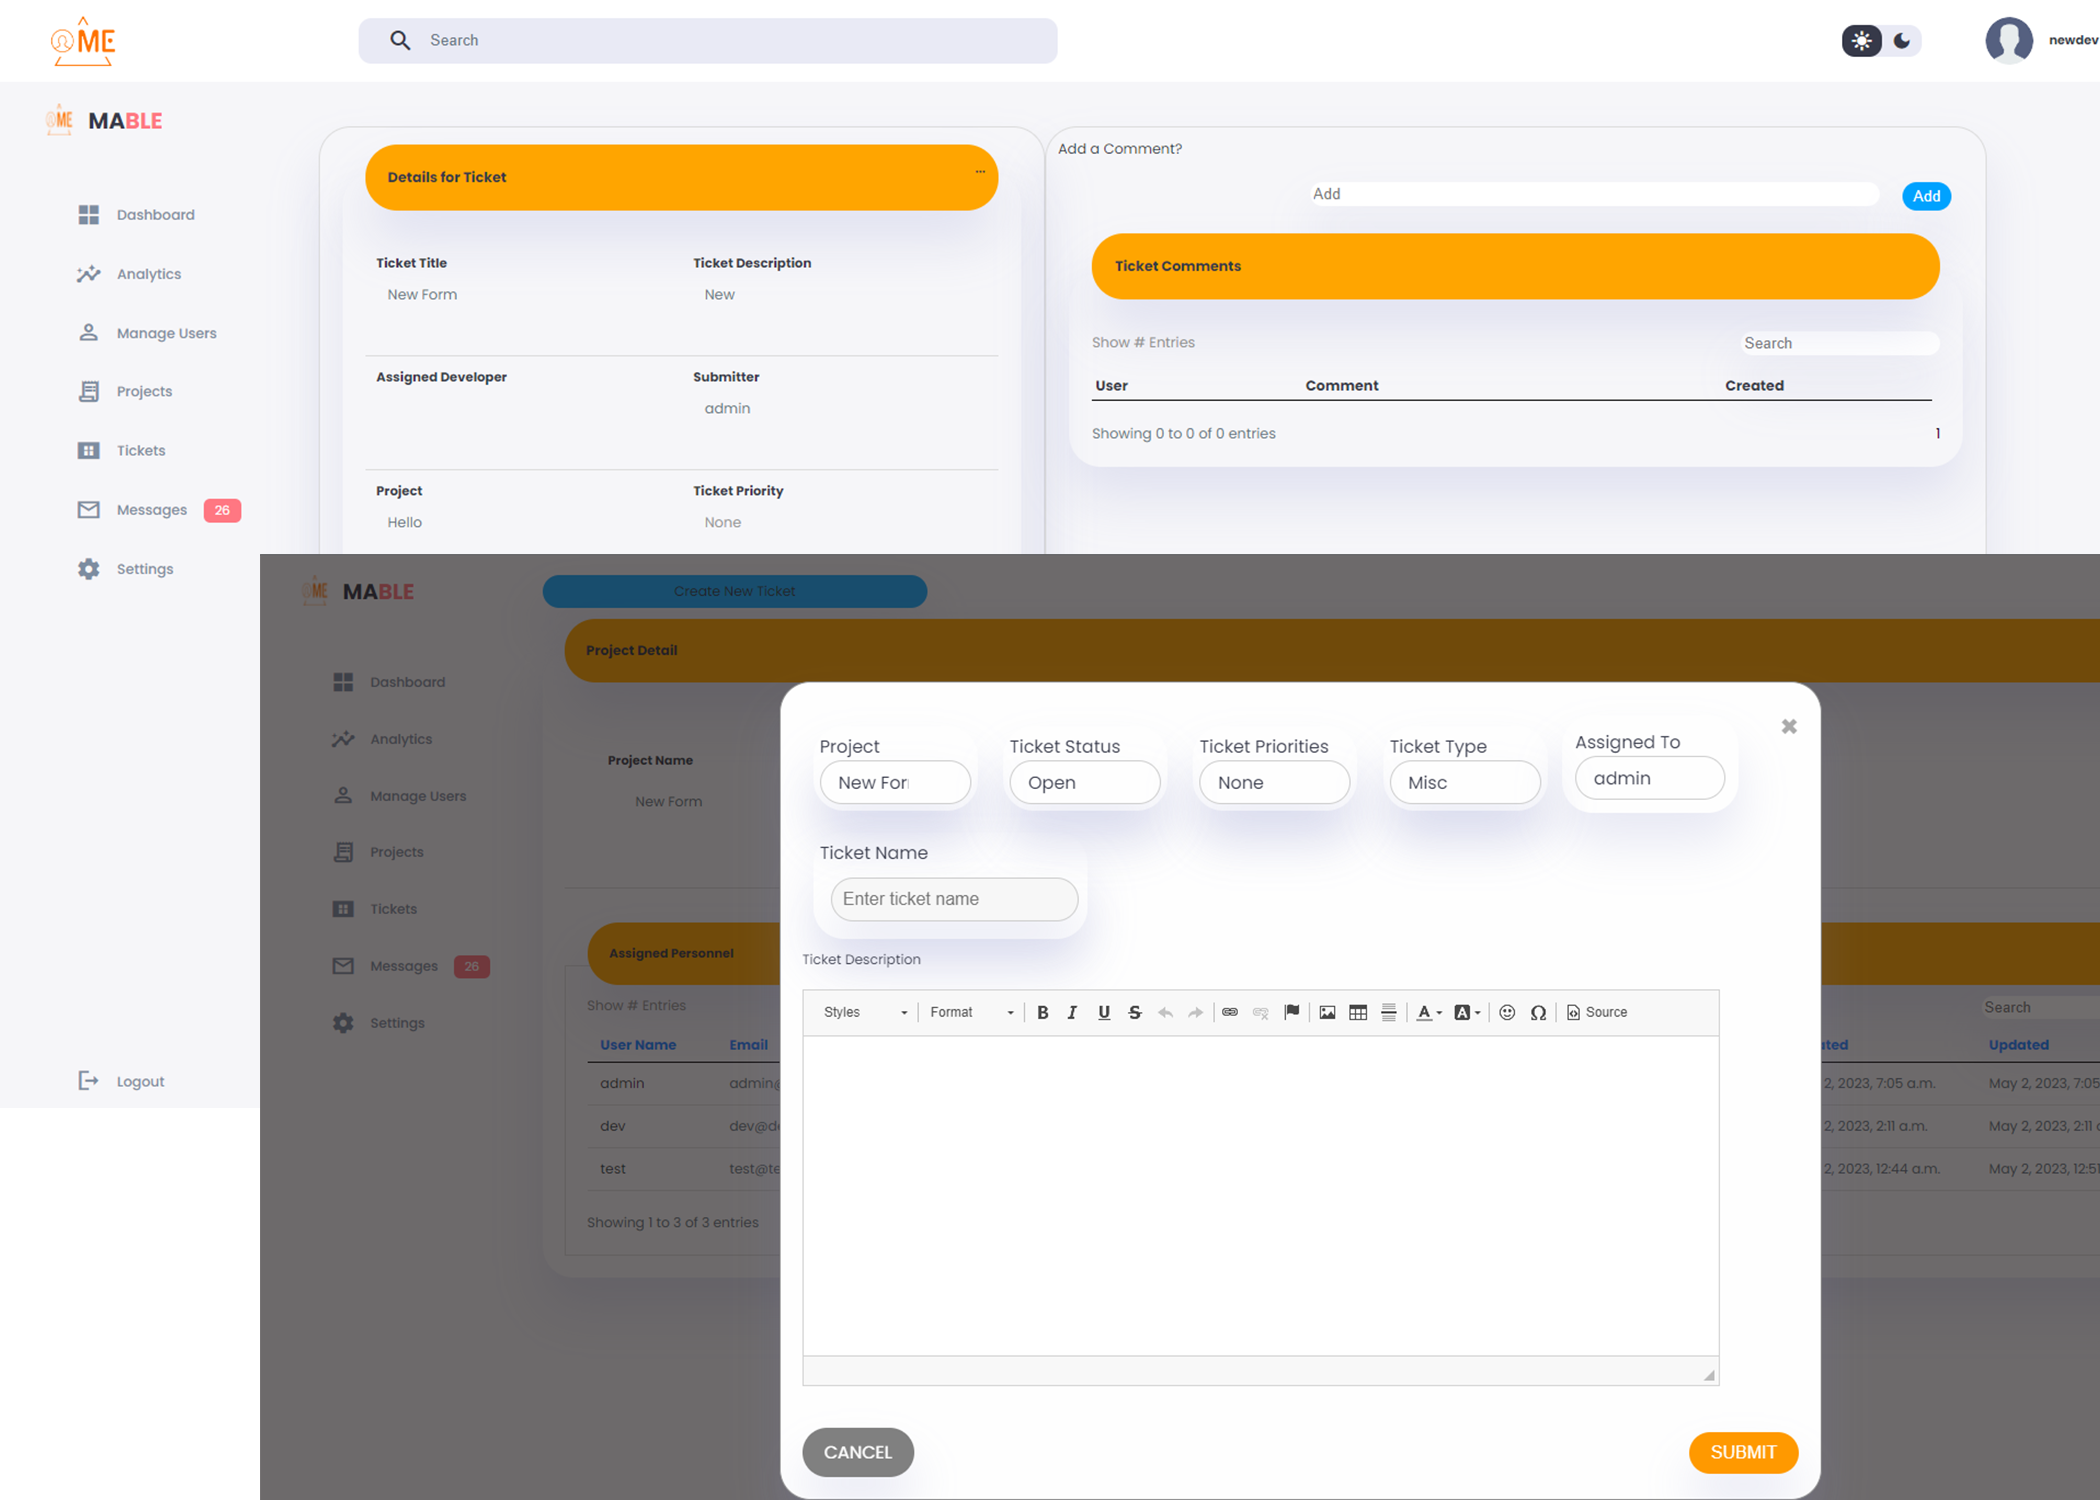 ME
Search
newdev
ME MABLE
Add a Comment?
Details for Ticket ...
Add
Add
Dashboard
Ticket Title
Ticket Description
Ticket Comments
Analytics
New Form
New
Manage Users
Show # Entries
Search
Assigned Developer
Submitter
User
Comment
Created
Projects
admin
Showing 0 to 0 of 0 entries
1
Tickets
Project
Ticket Priority
Messages 26
Hello
None
Settings
Logout
ME MABLE
Create New Ticket
Project Detail
Dashboard
Analytics
Project Name
Manage Users
New Form
Projects
Tickets
Assigned Personnel
Messages 26
Show # Entries
Search
Settings
User Name
Email
Updated
admin
admin@
2, 2023, 7:05 a.m.
May 2, 2023, 7:05
dev
dev@de
2, 2023, 2:11 a.m.
May 2, 2023, 2:11
test
test@te
2, 2023, 12:44 a.m.
May 2, 2023, 12:51
Showing 1 to 3 of 3 entries
Project
Ticket Status
Ticket Priorities
Ticket Type
Assigned To
New For
Open
None
Misc
admin
Ticket Name
Enter ticket name
Ticket Description
Styles
Format
B I U S
A A Ω
Source
CANCEL
SUBMIT